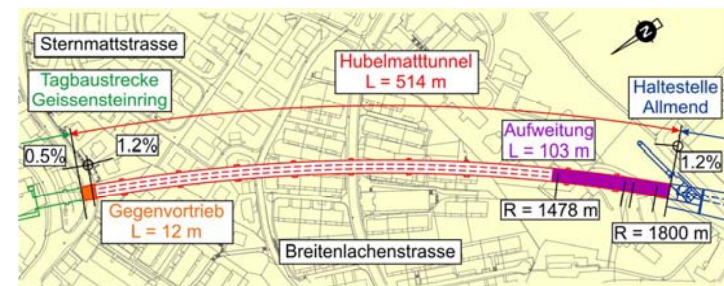 Sternmattstrasse
N
Hubelmatttunnel
L = 514 m
Tagbaustrecke
Geissensteinring
Haltestelle
Allmend
Aufweitung
L = 103 m
0.5%
1.2%
1.2%
Gegenvortrieb
L = 12 m
R = 1478 m
R = 1800 m
Breitenlachenstrasse